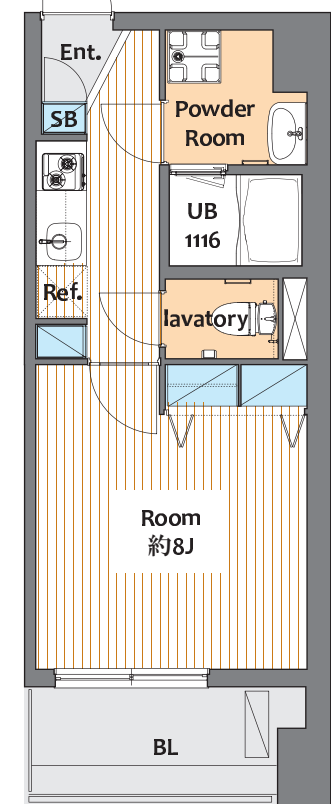 Ent.
SB
Powder
Room
UB
1116
Ref.
lavatory
Room
約8J
BL